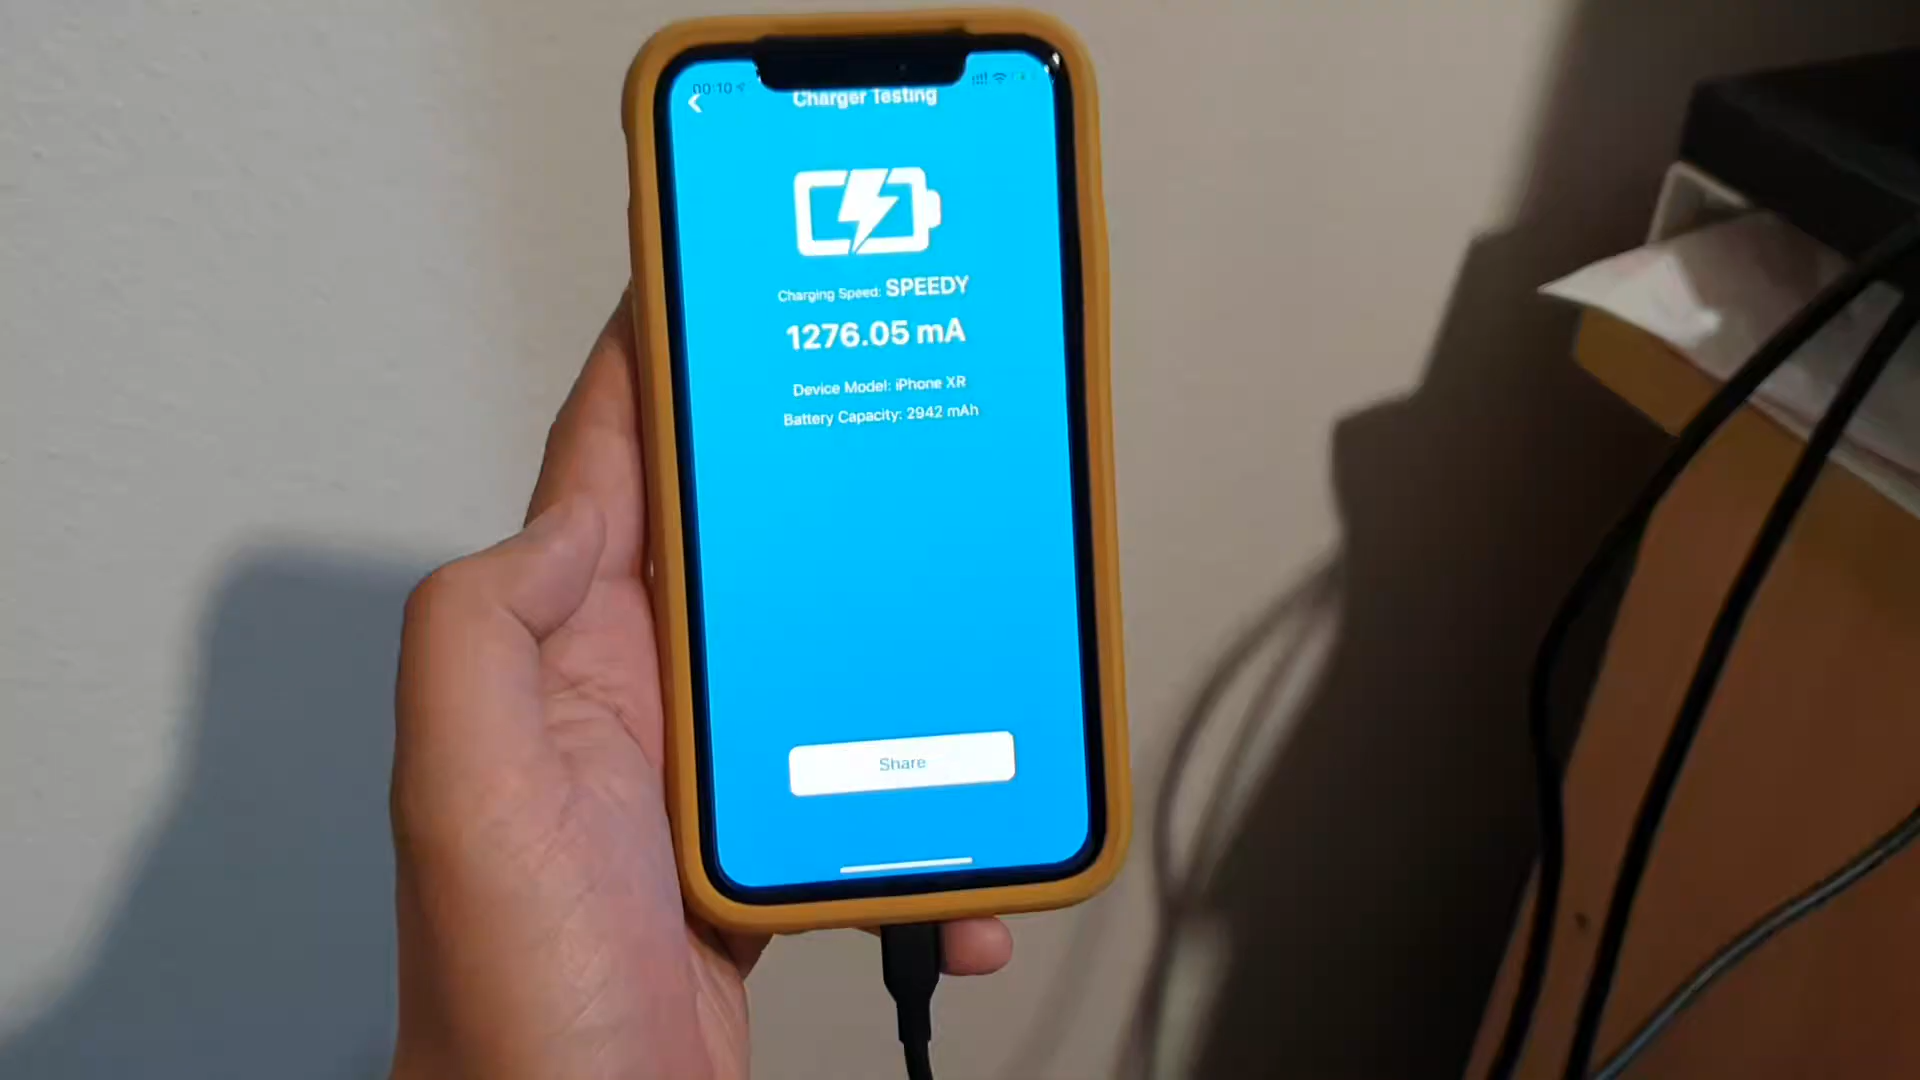 00:10
Charger Testing
Charging Speed: SPEEDY
1276.05 mA
Device Model: iPhone XR
Battery Capacity: 2942 mAh
Share